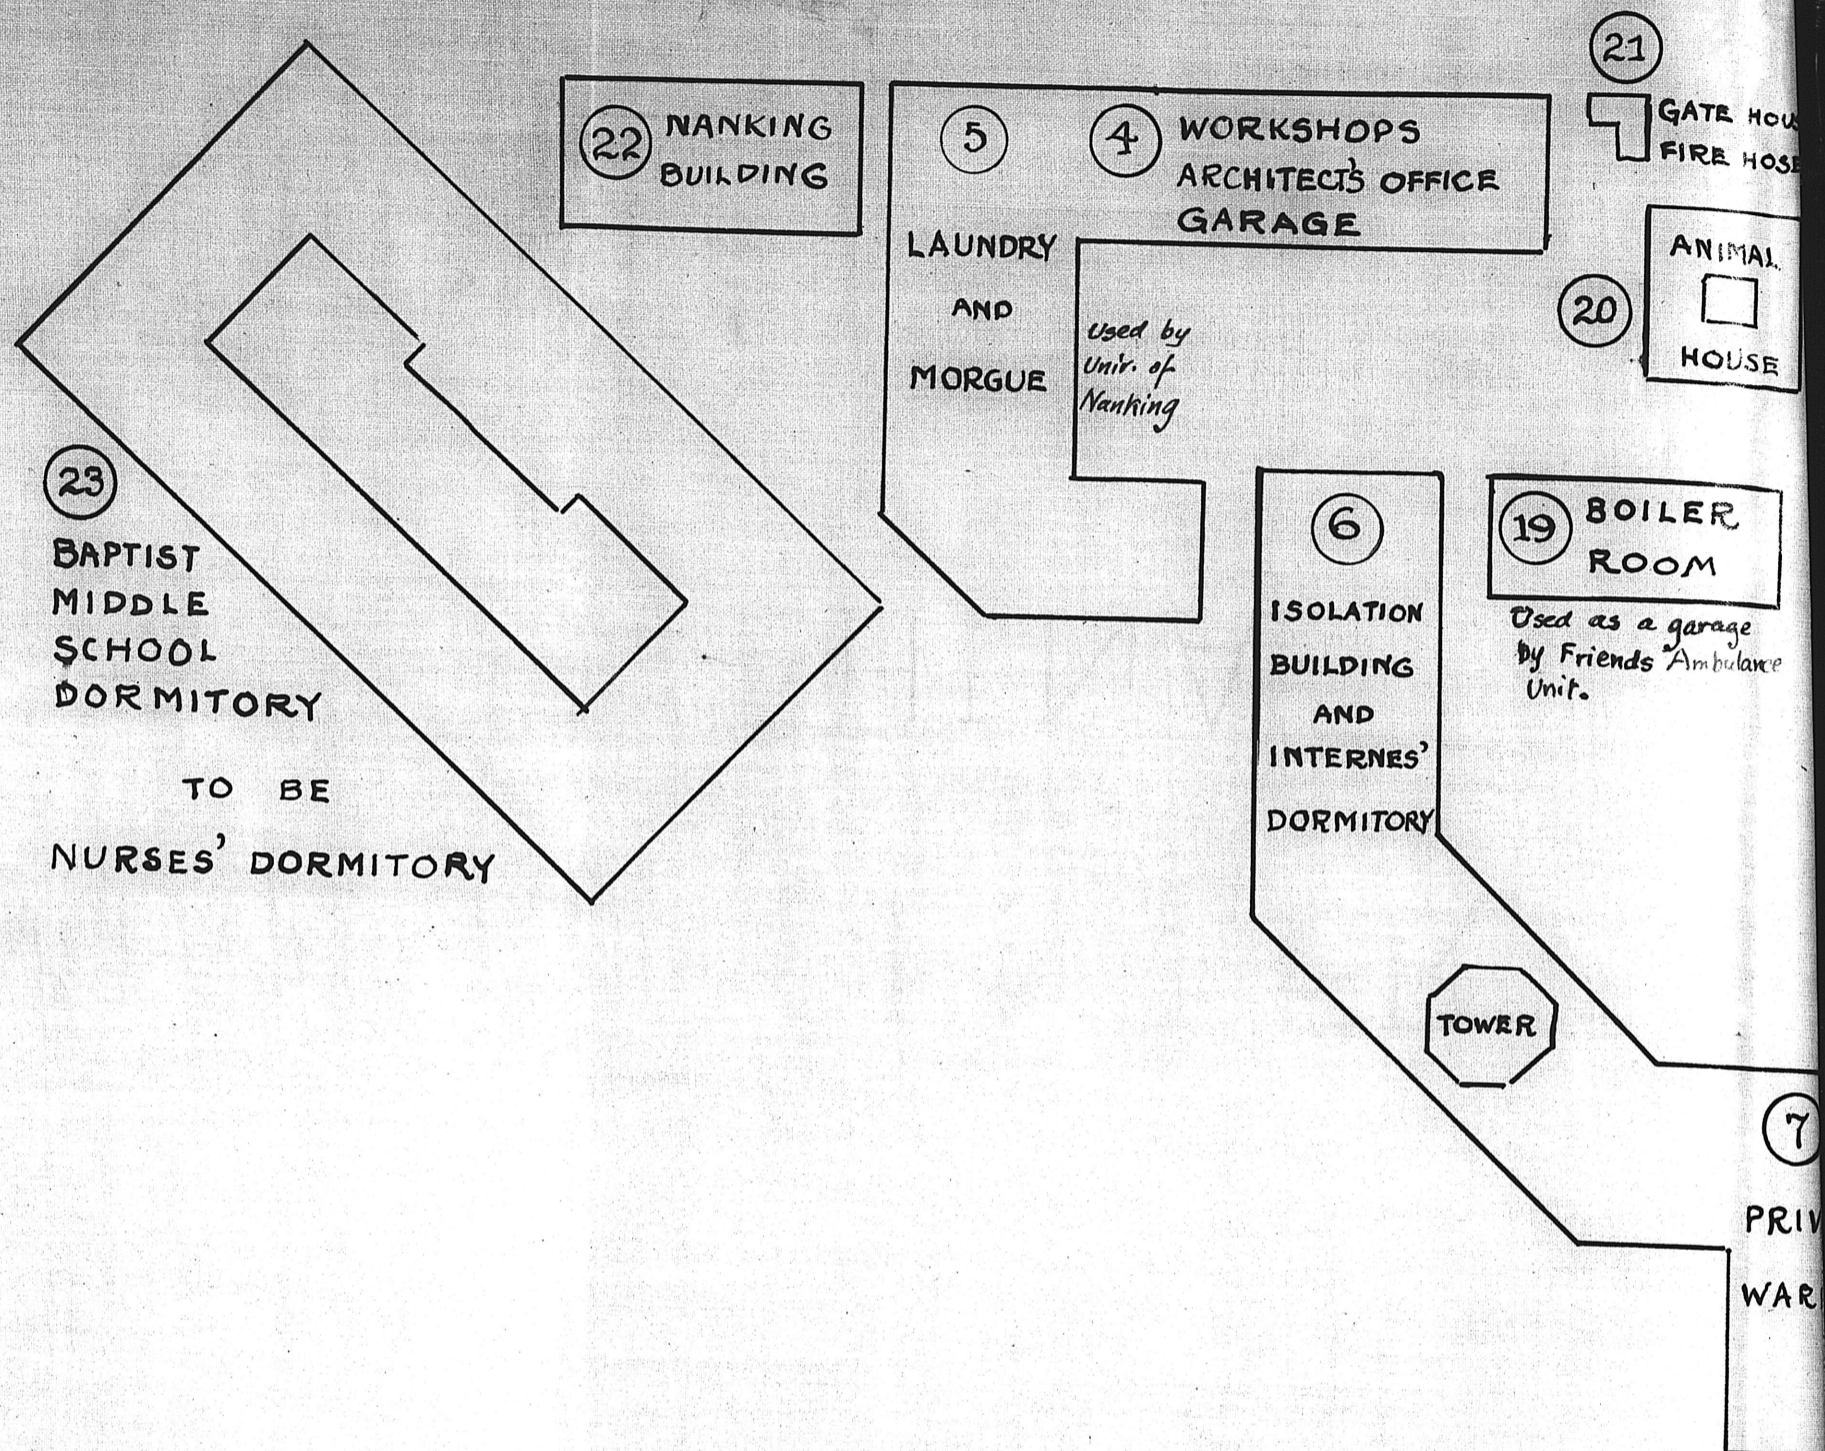 21
GATE HOU
FIRE HOSE
22 NANKING
BUILDING
5
LAUNDRY
AND
MORGUE
4 WORKSHOPS
ARCHITECT'S OFFICE
GARAGE
Used by
Univ. of
Nanking
20
ANIMAL
HOUSE
23
BAPTIST
MIDDLE
SCHOOL
DORMITORY
TO BE
NURSES' DORMITORY
6
ISOLATION
BUILDING
AND
INTERNES'
DORMITORY
19 BOILER
ROOM
Used as a garage
by Friends Ambulance
Unit.
TOWER
7
PRIV
WAR